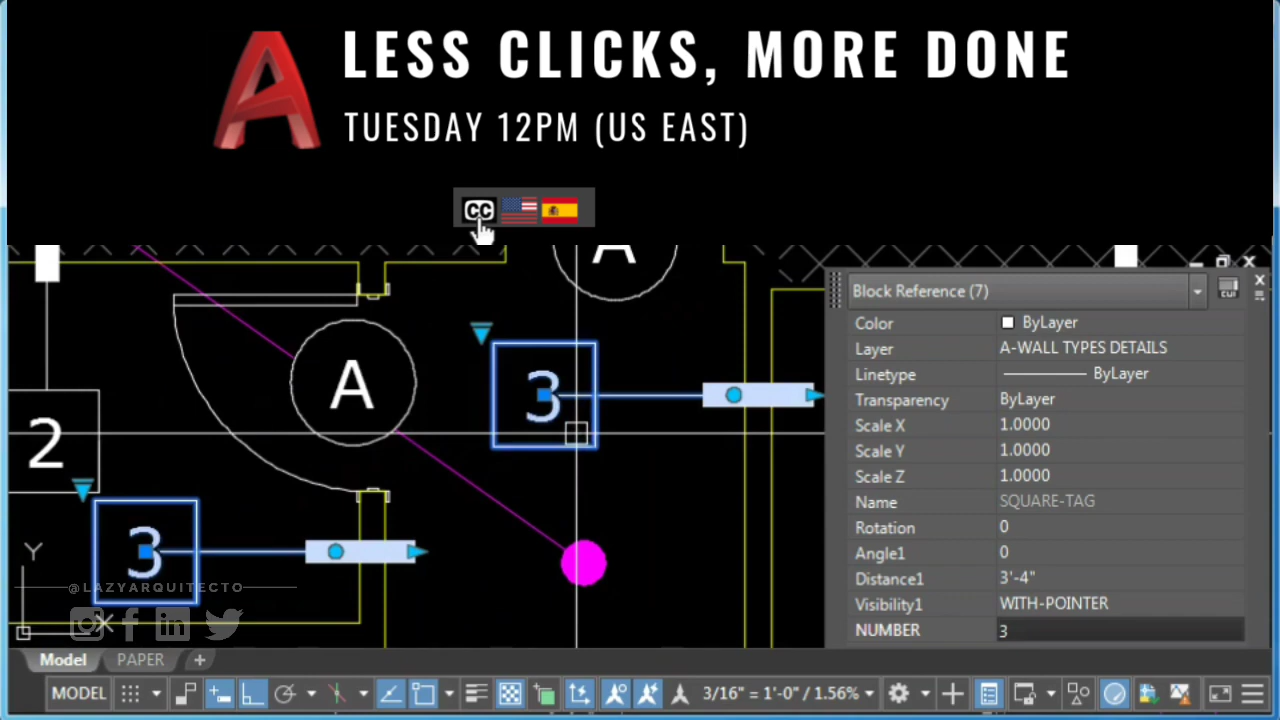 LESS CLICKS, MORE DONE
TUESDAY 12PM (US EAST)
CC
A
A
3
2
3
Y
X
@LAZYARQUITECTO
Block Reference (7)
CUI
Color ByLayer
Layer A-WALL TYPES DETAILS
Linetype ByLayer
Transparency ByLayer
Scale X 1.0000
Scale Y 1.0000
Scale Z 1.0000
Name SQUARE-TAG
Rotation 0
Angle1 0
Distance1 3'-4"
Visibility1 WITH-POINTER
NUMBER 3
Model PAPER +
MODEL 3/16" = 1'-0" / 1.56%